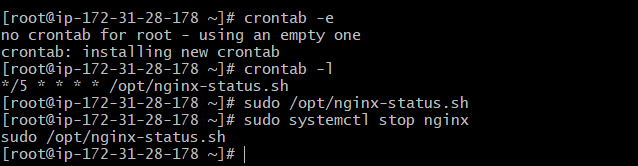 [root@ip-172-31-28-178 ~]# crontab -e
no crontab for root - using an empty one
crontab: installing new crontab
[root@ip-172-31-28-178 ~]# crontab -l
*/5 * * * * /opt/nginx-status.sh
[root@ip-172-31-28-178 ~]# sudo /opt/nginx-status.sh
[root@ip-172-31-28-178 ~]# sudo systemctl stop nginx
sudo /opt/nginx-status.sh
[root@ip-172-31-28-178 ~]#